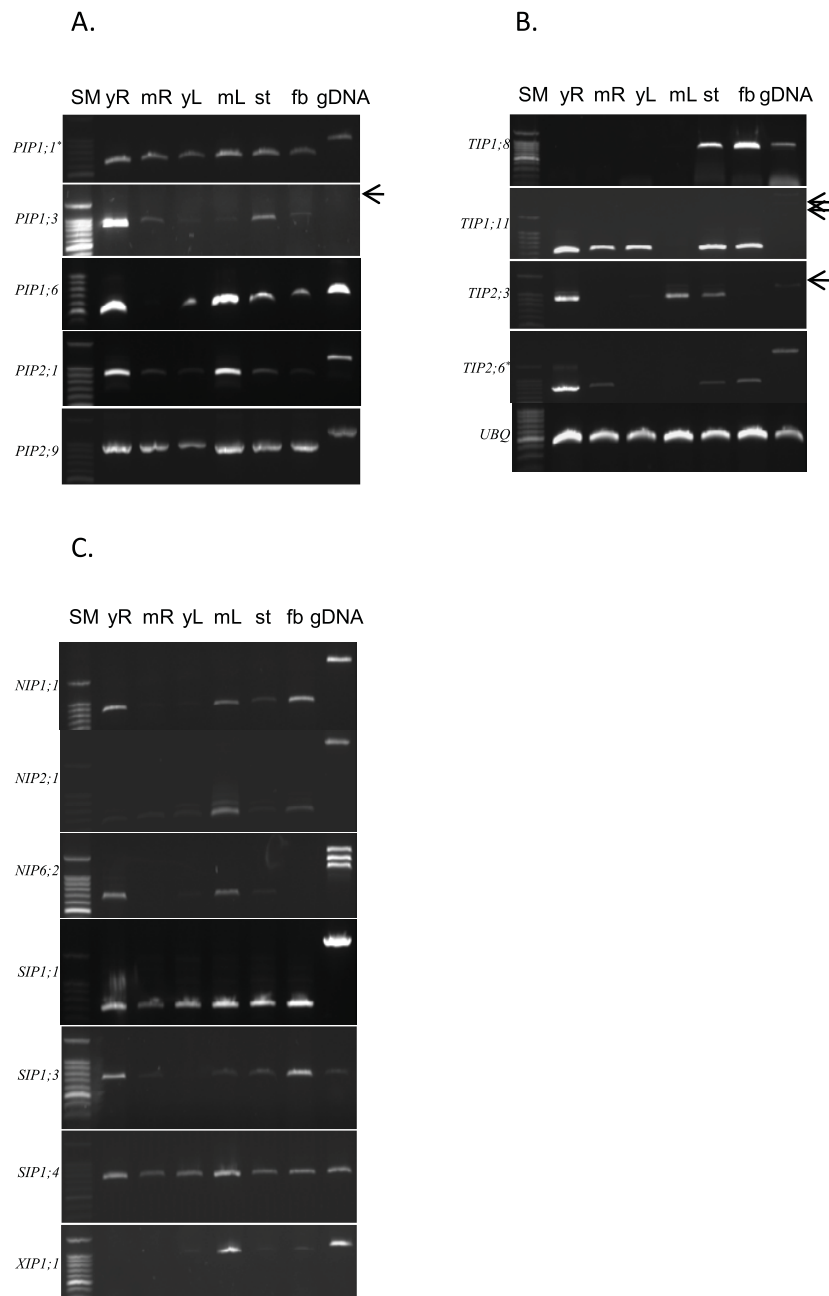 A.
SM yR mR yL mL st fb gDNA
PIP1;1*
PIP1;3
PIP1;6
PIP2;1
PIP2;9
B.
SM yR mR yL mL st fb gDNA
TIP1;8
TIP1;11
TIP2;3
TIP2;6*
UBQ
C.
SM yR mR yL mL st fb gDNA
NIP1;1
NIP2;1
NIP6;2
SIP1;1
SIP1;3
SIP1;4
XIP1;1